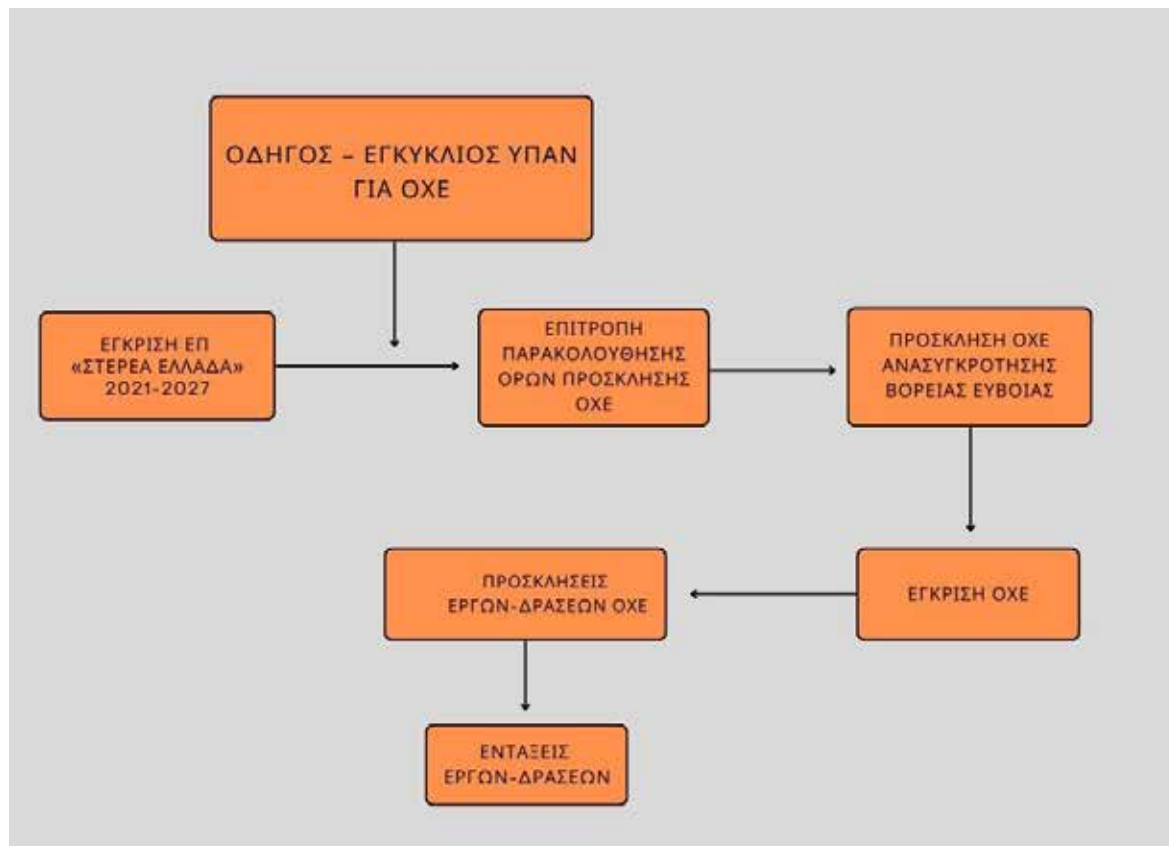 ΟΔΗΓΟΣ – ΕΓΚΥΚΛΙΟΣ ΥΠΑΝ
ΓΙΑ ΟΧΕ
ΕΓΚΡΙΣΗ ΕΠ
«ΣΤΕΡΕΑ ΕΛΛΑΔΑ»
2021-2027
ΕΠΙΤΡΟΠΗ
ΠΑΡΑΚΟΛΟΥΘΗΣΗΣ
ΟΡΩΝ ΠΡΟΣΚΛΗΣΗΣ
ΟΧΕ
ΠΡΟΣΚΛΗΣΗ ΟΧΕ
ΑΝΑΣΥΓΚΡΟΤΗΣΗΣ
ΒΟΡΕΙΑΣ ΕΥΒΟΙΑΣ
ΕΓΚΡΙΣΗ ΟΧΕ
ΠΡΟΣΚΛΗΣΕΙΣ
ΕΡΓΩΝ-ΔΡΑΣΕΩΝ ΟΧΕ
ΕΝΤΑΞΕΙΣ
ΕΡΓΩΝ-ΔΡΑΣΕΩΝ